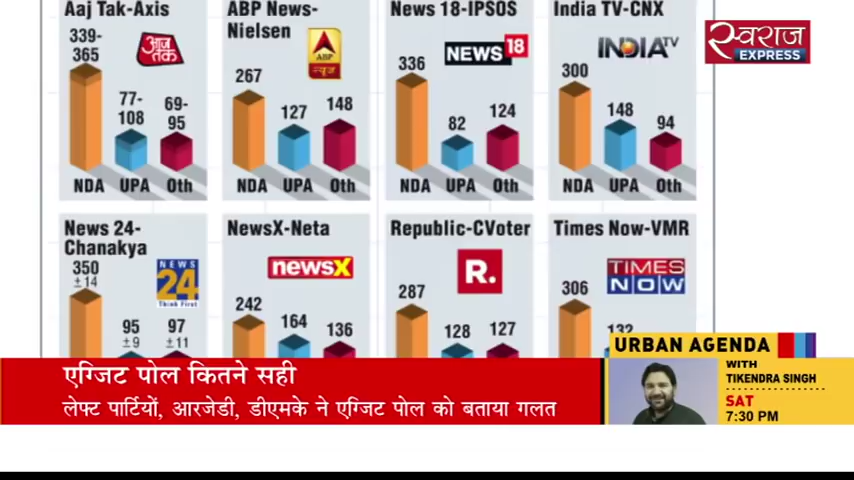 Aaj Tak-Axis
339-
365
आज
तक
77-
108
69-
95
NDA UPA Oth
ABP News-
Nielsen
ABP
न्यूज़
267
127
148
NDA UPA Oth
News 18-IPSOS
NEWS 18
336
82
124
NDA UPA Oth
India TV-CNX
INDIA TV
300
148
94
NDA UPA Oth
स्वराज
EXPRESS
News 24-
Chanakya
350
±14
NEWS
24
Think First
95
±9
97
±11
NewsX-Neta
newsX
242
164
136
Republic-CVoter
R.
287
128
127
Times Now-VMR
TIMES
NOW
306
132
एग्जिट पोल कितने सही
लेफ्ट पार्टियों, आरजेडी, डीएमके ने एग्जिट पोल को बताया गलत
URBAN AGENDA
WITH
TIKENDRA SINGH
SAT
7:30 PM